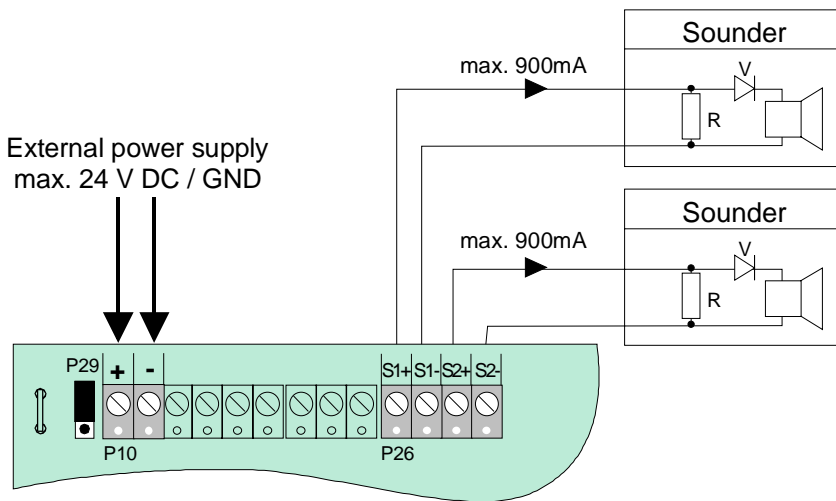 Sounder
max. 900mA
V
R
External power supply
max. 24 V DC / GND
Sounder
max. 900mA
V
R
P29 + - S1+ S1- S2+ S2-
P10 P26